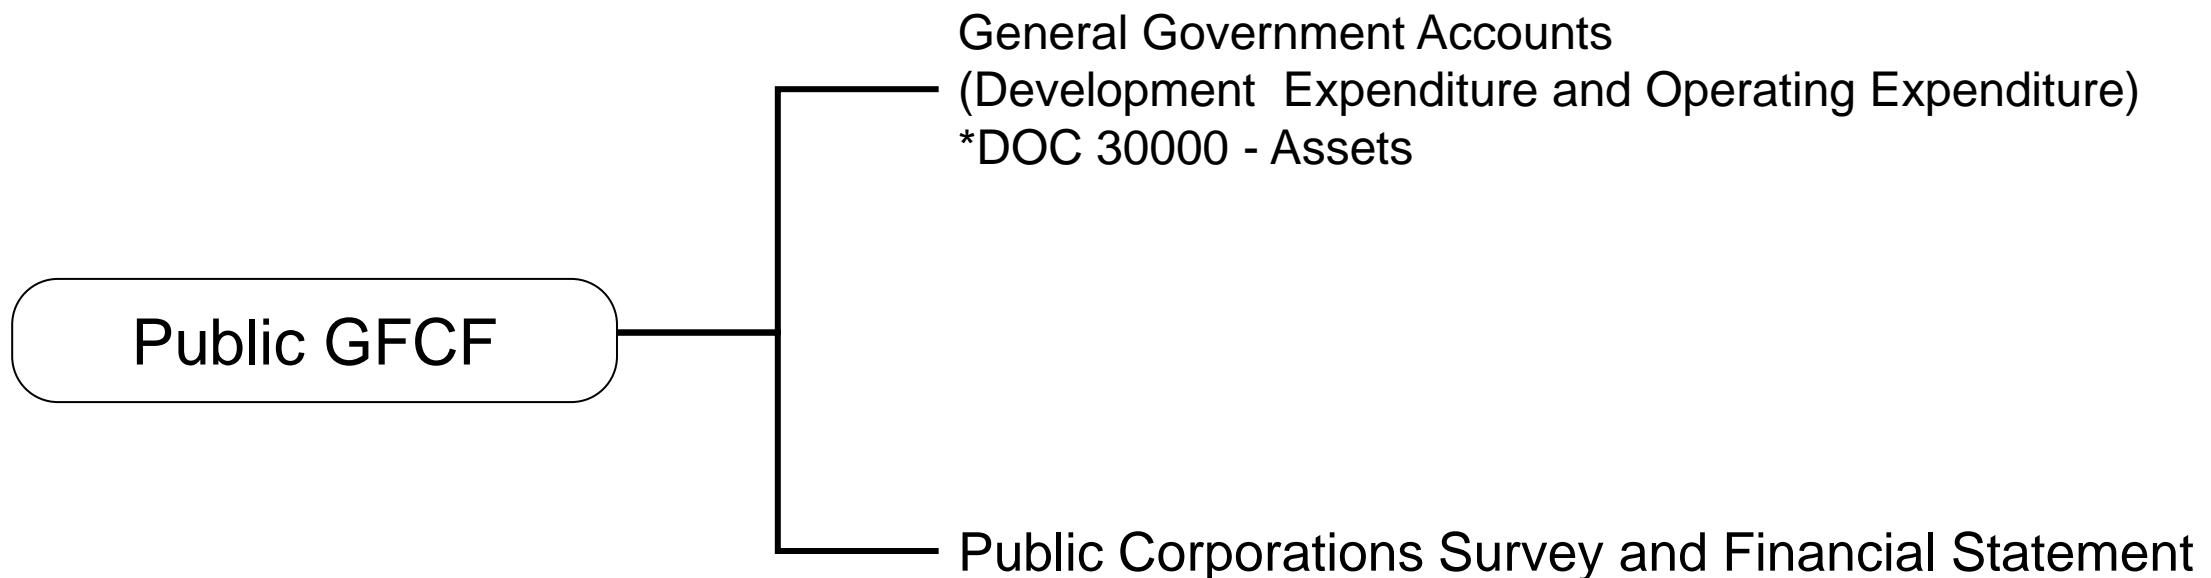 General Government Accounts
(Development Expenditure and Operating Expenditure)
*DOC 30000 - Assets
Public GFCF
Public Corporations Survey and Financial Statement